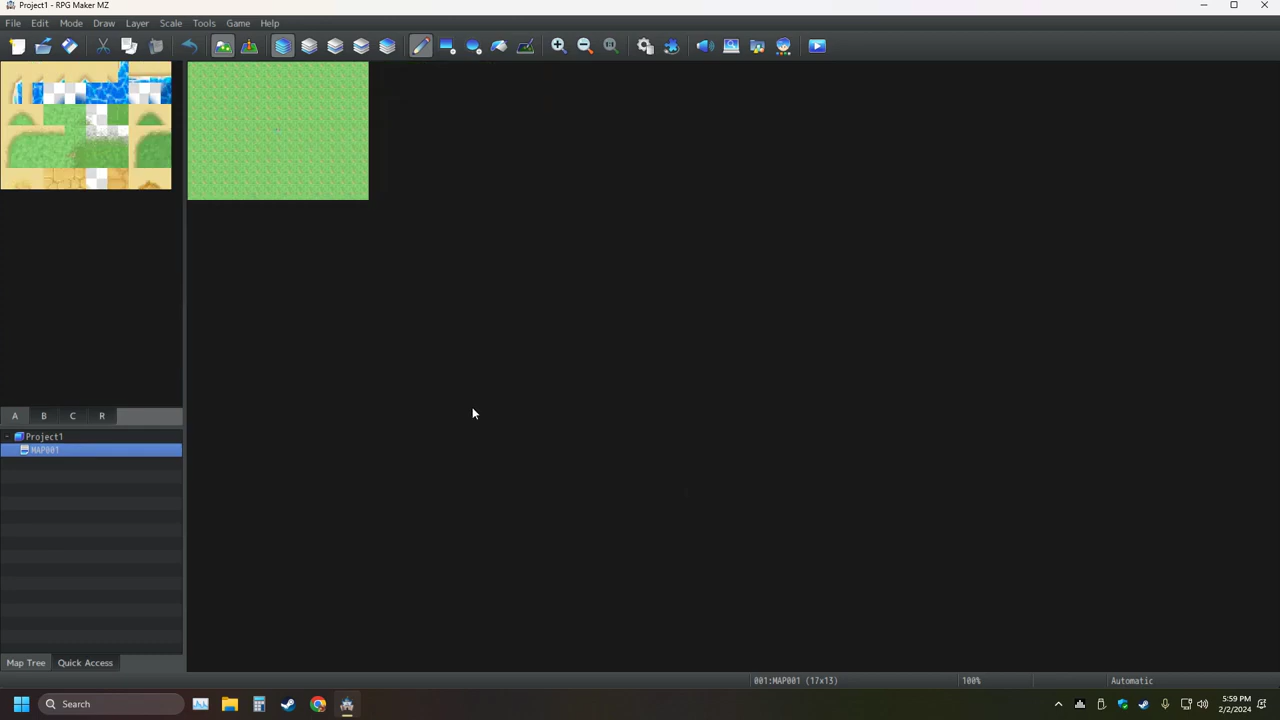 Project1 - RPG Maker MZ
File Edit Mode Draw Layer Scale Tools Game Help
A B C R
Project1
MAP001
Map Tree Quick Access
001:MAP001 (17x13) 100% Automatic
Search
5:59 PM
2/2/2024